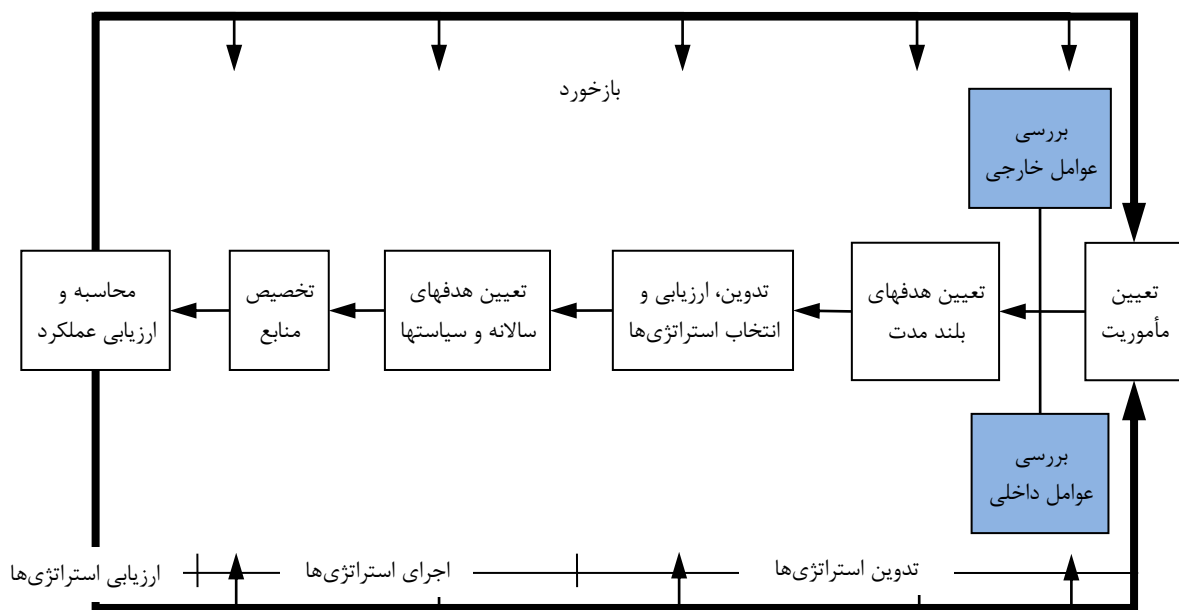 بازخورد
بررسی
عوامل خارجی
تعیین
مأموریت
تعیین هدفهای
بلند مدت
تدوین، ارزیابی و
انتخاب استراتژی‌ها
تعیین هدفهای
سالانه و سیاستها
تخصیص
منابع
محاسبه و
ارزیابی عملکرد
بررسی
عوامل داخلی
تدوین استراتژی‌ها
اجرای استراتژی‌ها
ارزیابی استراتژی‌ها